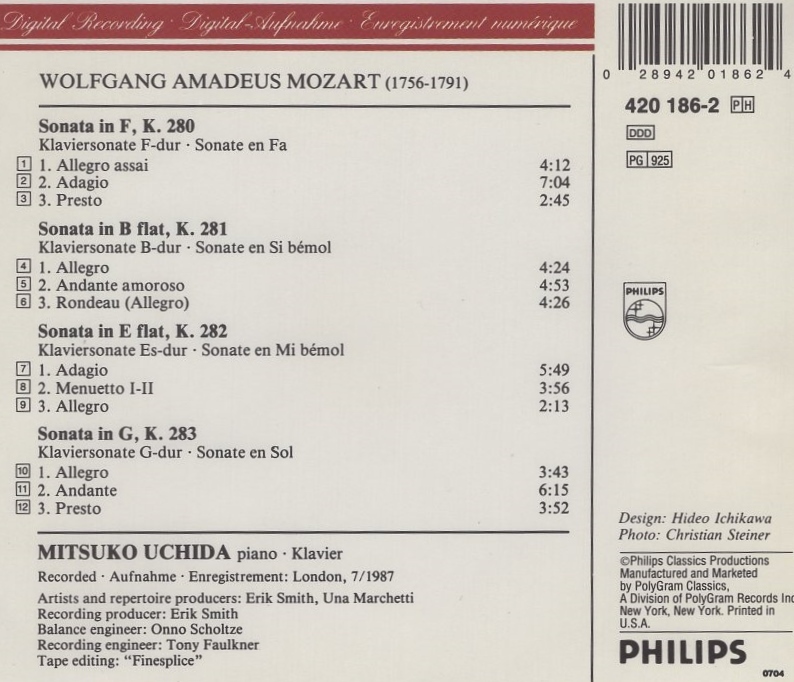 Digital Recording · Digital-Aufnahme · Enregistrement numérique
WOLFGANG AMADEUS MOZART (1756-1791)
Sonata in F, K. 280
Klaviersonate F-dur · Sonate en Fa
1 1. Allegro assai 4:12
2 2. Adagio 7:04
3 3. Presto 2:45
Sonata in B flat, K. 281
Klaviersonate B-dur · Sonate en Si bémol
4 1. Allegro 4:24
5 2. Andante amoroso 4:53
6 3. Rondeau (Allegro) 4:26
Sonata in E flat, K. 282
Klaviersonate Es-dur · Sonate en Mi bémol
7 1. Adagio 5:49
8 2. Menuetto I-II 3:56
9 3. Allegro 2:13
Sonata in G, K. 283
Klaviersonate G-dur · Sonate en Sol
10 1. Allegro 3:43
11 2. Andante 6:15
12 3. Presto 3:52
MITSUKO UCHIDA piano · Klavier
Recorded · Aufnahme · Enregistrement: London, 7/1987
Artists and repertoire producers: Erik Smith, Una Marchetti
Recording producer: Erik Smith
Balance engineer: Onno Scholtze
Recording engineer: Tony Faulkner
Tape editing: “Finesplice”
0 28942 01862 4
420 186-2 PH
DDD
PG 925
PHILIPS
Design: Hideo Ichikawa
Photo: Christian Steiner
©Philips Classics Productions
Manufactured and Marketed
by PolyGram Classics,
A Division of PolyGram Records Inc
New York, New York. Printed in
U.S.A.
PHILIPS
0704